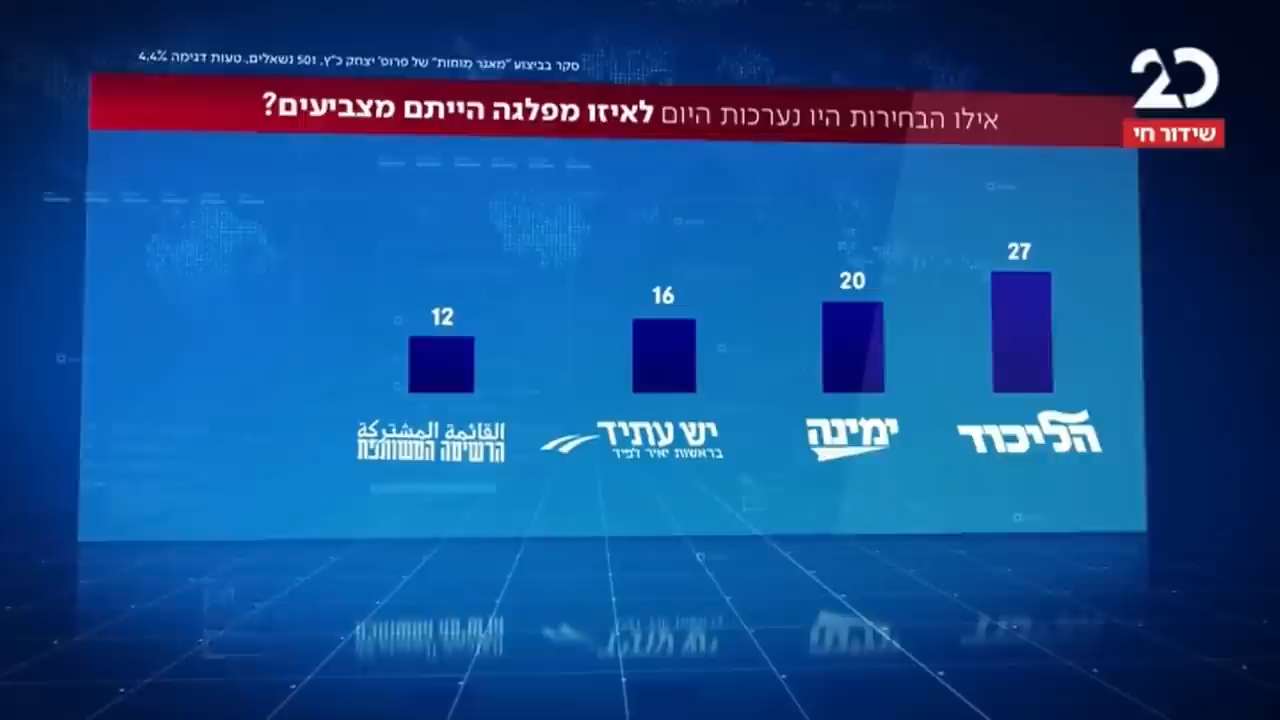 סקר בביצוע "מאגר מוחות" של פרופ' יצחק כ"ץ, 501 נשאלים, טעות דגימה 4.4%
20
שידור חי
אילו הבחירות היו נערכות היום לאיזו מפלגה הייתם מצביעים?
27
20
16
12
הליכוד
ימינה
יש עתיד
בראשות יאיר לפיד
القائمة المشتركة
הרשימה המשותפת